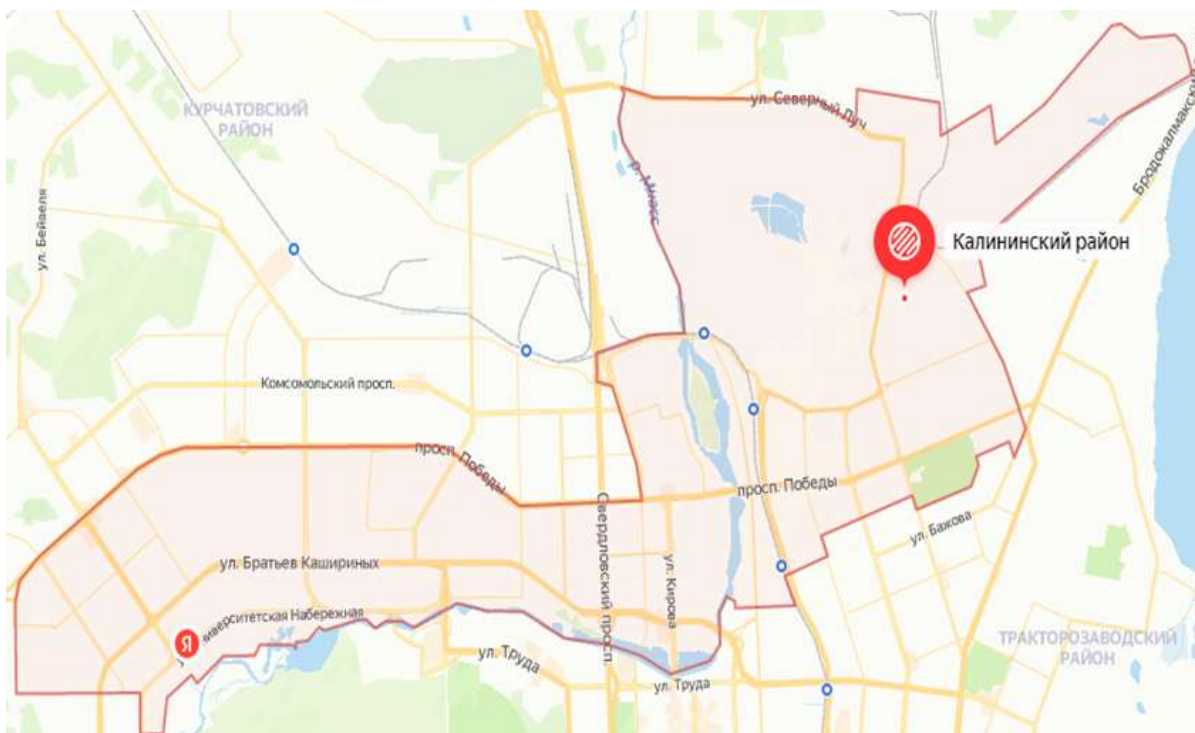 КУРЧАТОВСКИЙ
РАЙОН
ул. Северный Луч
р. Миасс
ул. Бейвеля
Бродокалмакский
Калининский район
Комсомольский просп.
просп. Победы
просп. Победы
Свердловский просп.
ул. Бажова
ул. Братьев Кашириных
ул. Кирова
Я
иверситетская Набережная
ул. Труда
ул. Труда
ТРАКТОРОЗАВОДСКИЙ
РАЙОН